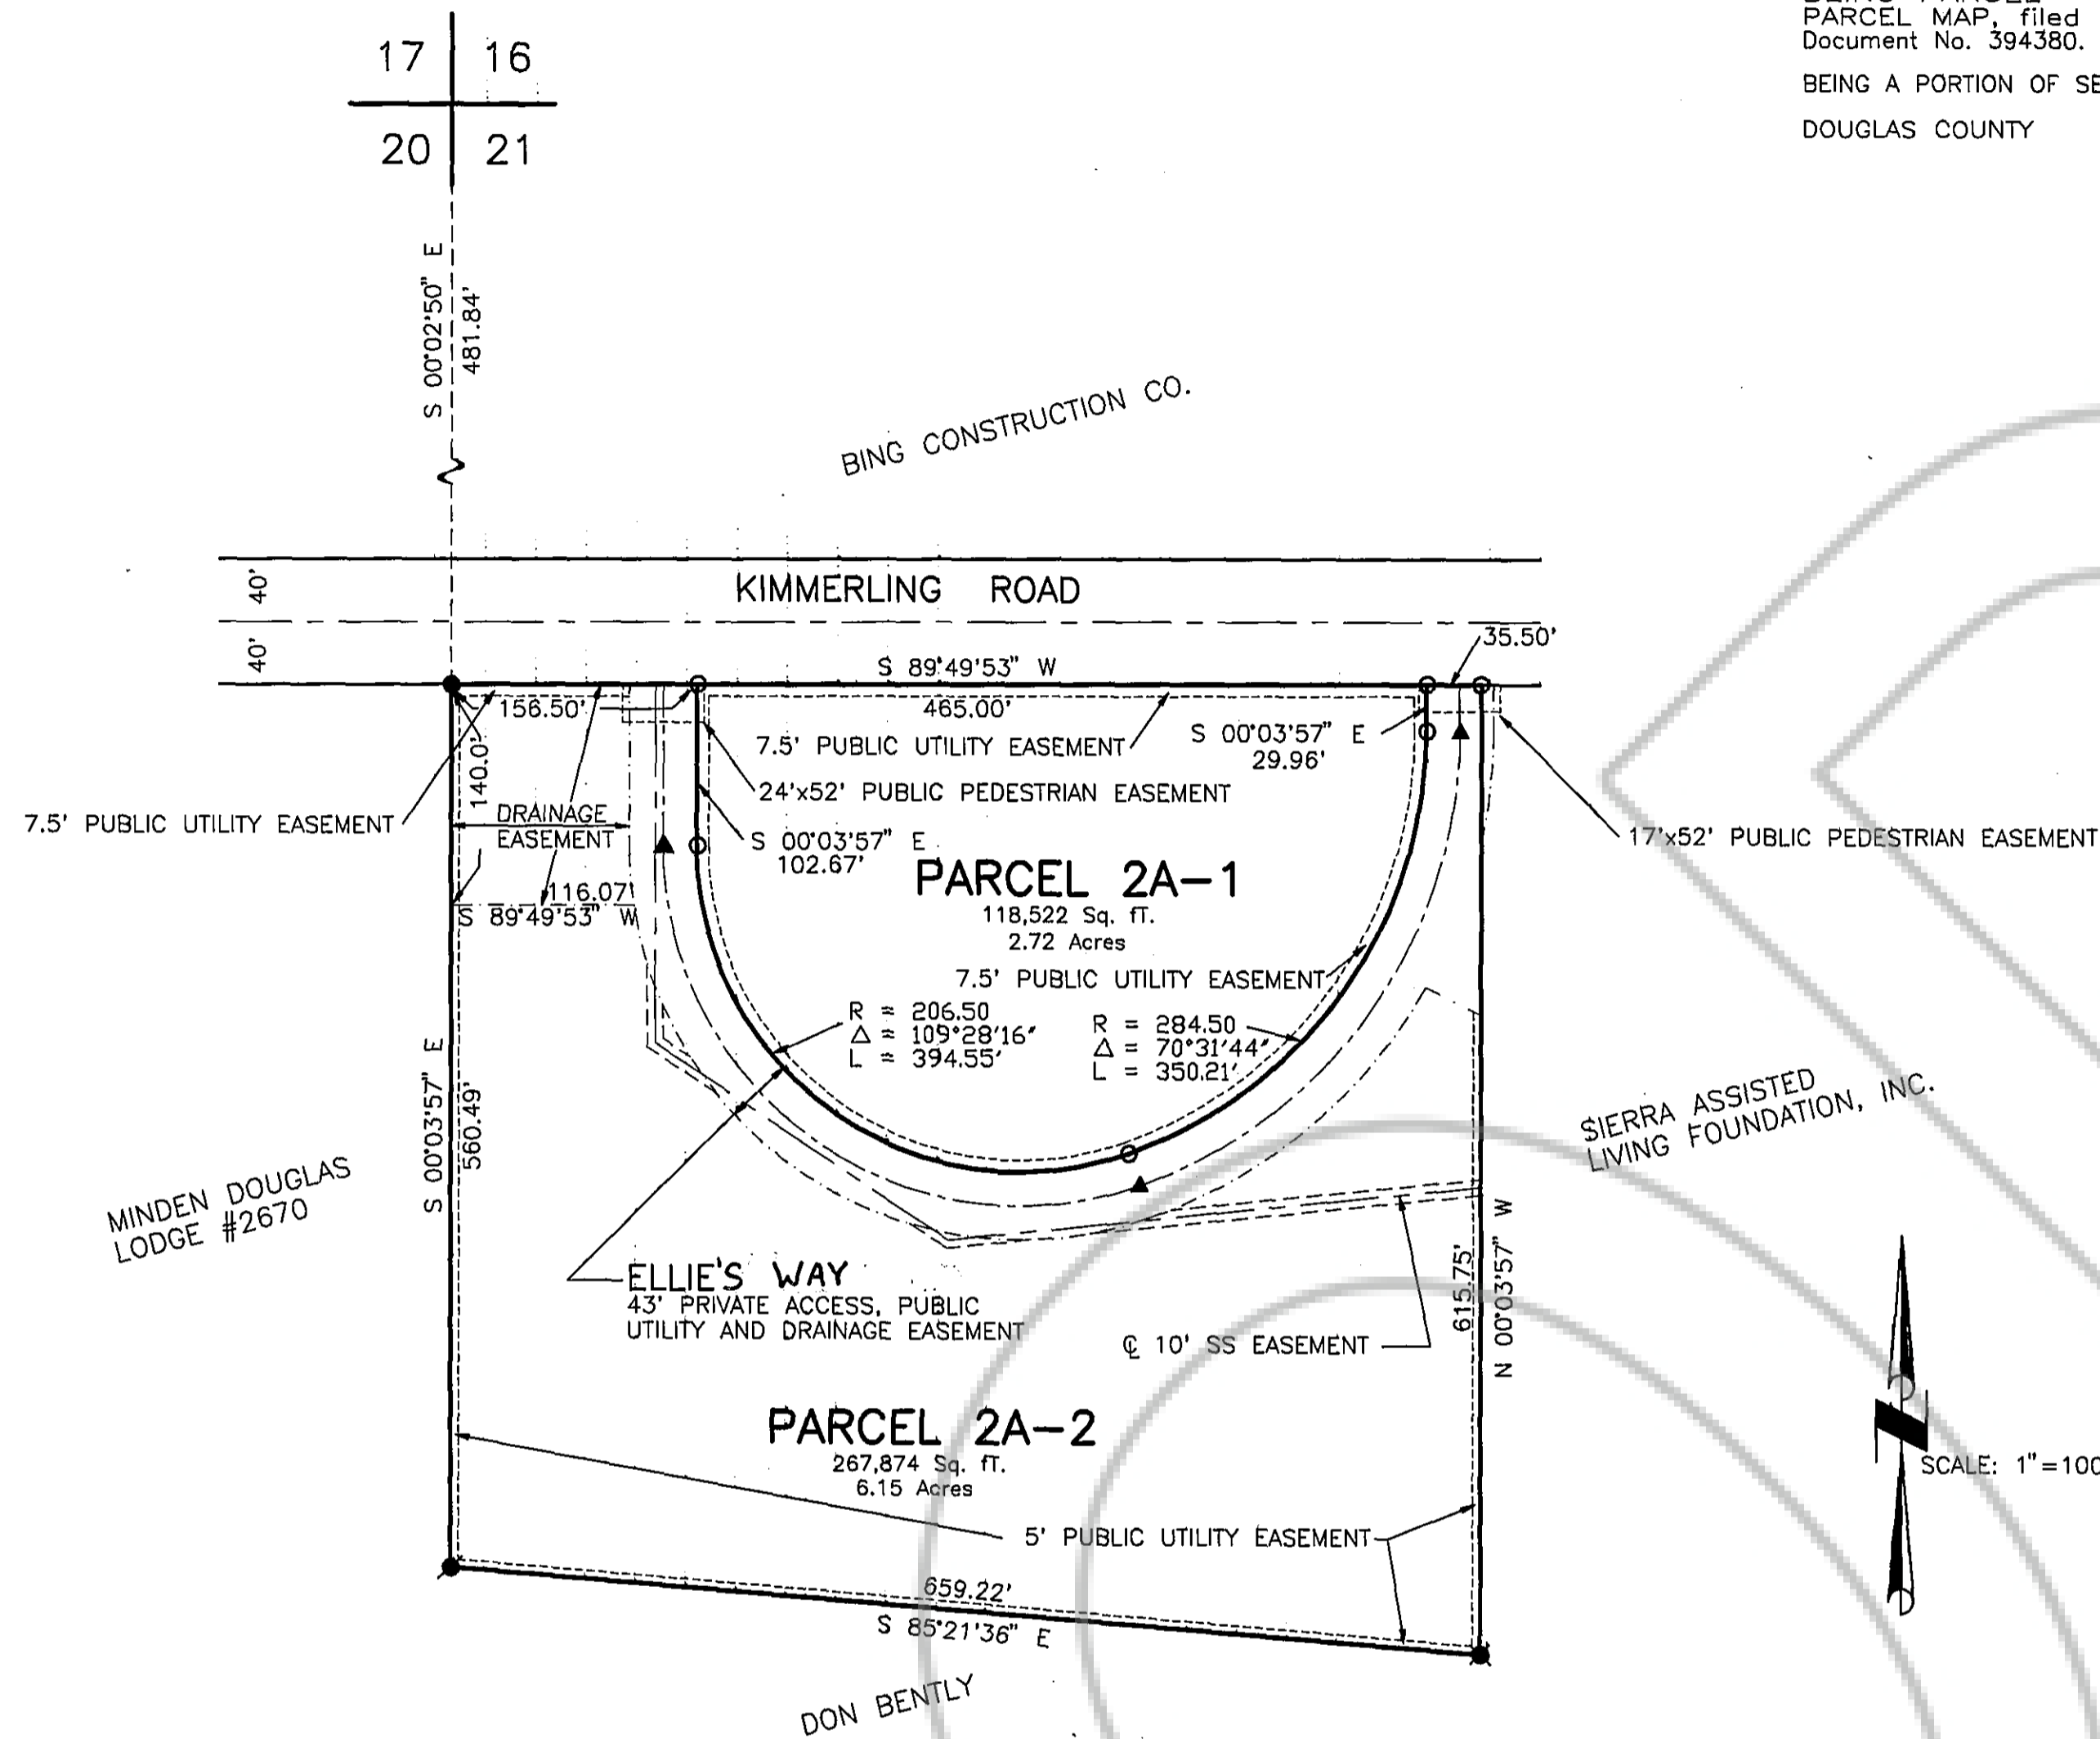 PARCEL MAP, filed
Document No. 394380.
BEING A PORTION OF SE
DOUGLAS COUNTY
17 16
20 21
S 00°02'50" E
481.84'
BING CONSTRUCTION CO.
40'
KIMMERLING ROAD
40'
35.50'
S 89°49'53" W
156.50'
465.00'
7.5' PUBLIC UTILITY EASEMENT
S 00°03'57" E
29.96'
140.0'
24'x52' PUBLIC PEDESTRIAN EASEMENT
7.5' PUBLIC UTILITY EASEMENT
DRAINAGE
EASEMENT
S 00°03'57" E
102.67'
17'x52' PUBLIC PEDESTRIAN EASEMENT
PARCEL 2A-1
118,522 Sq. fT.
2.72 Acres
116.07'
S 89°49'53" W
7.5' PUBLIC UTILITY EASEMENT
R = 206.50
Δ = 109°28'16"
L = 394.55'
R = 284.50
Δ = 70°31'44"
L = 350.21'
S 00°03'57" E
560.49'
MINDEN DOUGLAS
LODGE #2670
SIERRA ASSISTED
LIVING FOUNDATION, INC.
ELLIE'S WAY
43' PRIVATE ACCESS, PUBLIC
UTILITY AND DRAINAGE EASEMENT
℄ 10' SS EASEMENT
615.75'
N 00°03'57" W
PARCEL 2A-2
267,874 Sq. fT.
6.15 Acres
SCALE: 1"=100
5' PUBLIC UTILITY EASEMENT
659.22'
S 85°21'36" E
DON BENTLY